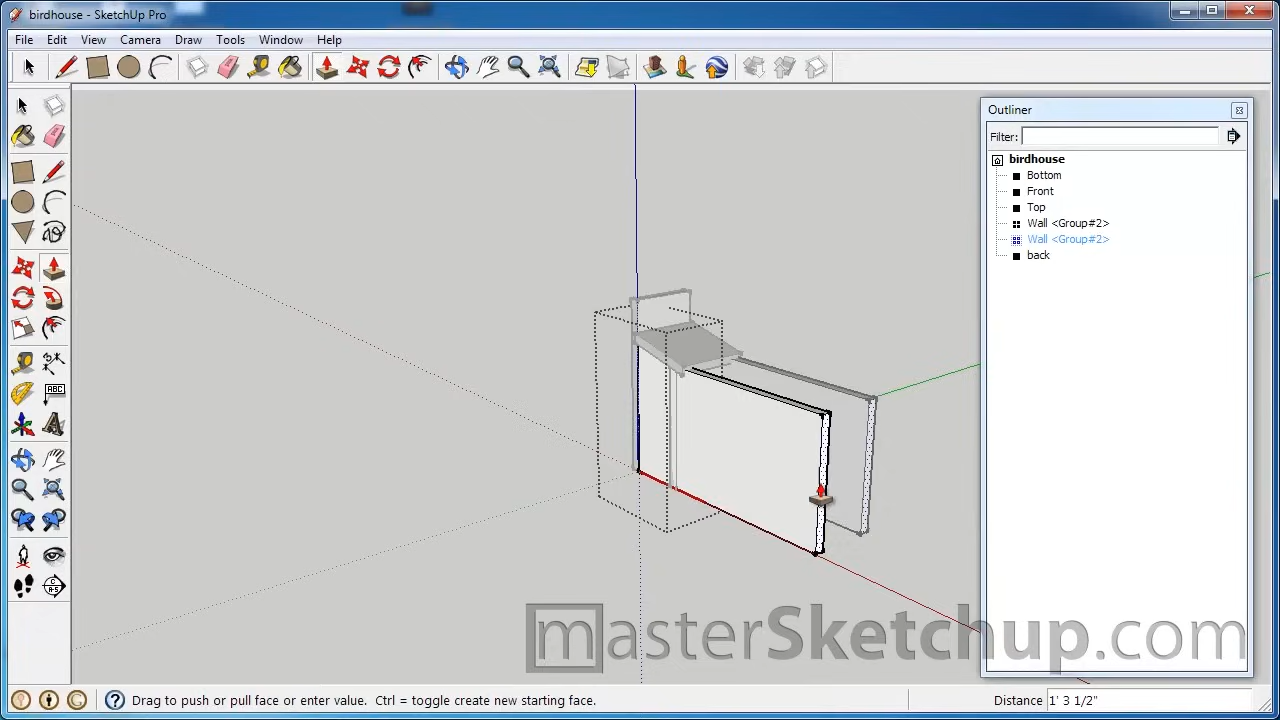 birdhouse - SketchUp Pro
File Edit View Camera Draw Tools Window Help
Outliner
Filter:
birdhouse
Bottom
Front
Top
Wall <Group#2>
Wall <Group#2>
back
ABC
A
masterSketchup.com
Drag to push or pull face or enter value. Ctrl = toggle create new starting face.
Distance 1' 3 1/2"